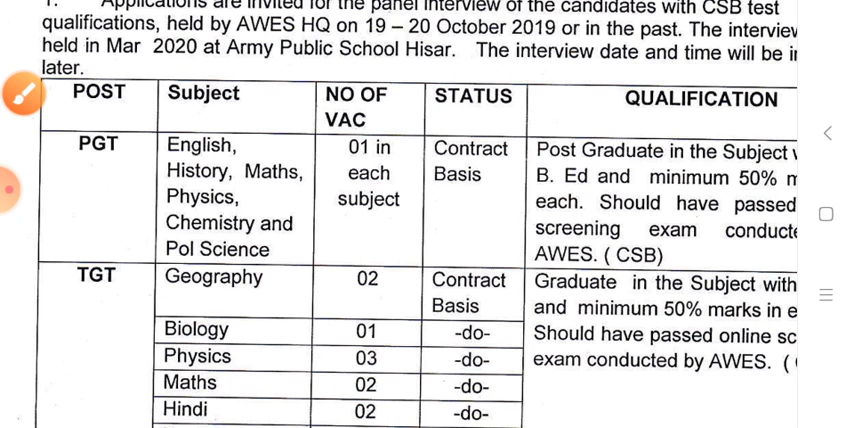 1. Applications are invited for the panel interview of the candidates with CSB test
qualifications, held by AWES HQ on 19 – 20 October 2019 or in the past. The
held in Mar 2020 at Army Public School Hisar. The interview date and time will be
later.
POST Subject NO OF VAC STATUS QUALIFICATION
PGT English, 01 in Contract Post Graduate in the Subject
History, Maths, each Basis B. Ed and minimum 50%
Physics, subject each. Should have passed
Chemistry and screening exam
Pol Science AWES. ( CSB)
TGT Geography 02 Contract Graduate in the Subject with
Basis and minimum 50% marks in
Biology 01 -do- Should have passed online
Physics 03 -do- exam conducted by AWES. (
Maths 02 -do-
Hindi 02 -do-